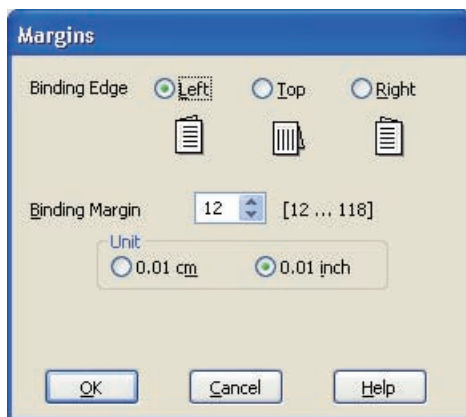 Margins
Binding Edge Left Top Right
Binding Margin 12 [12 ... 118]
Unit
0.01 cm 0.01 inch
OK Cancel Help